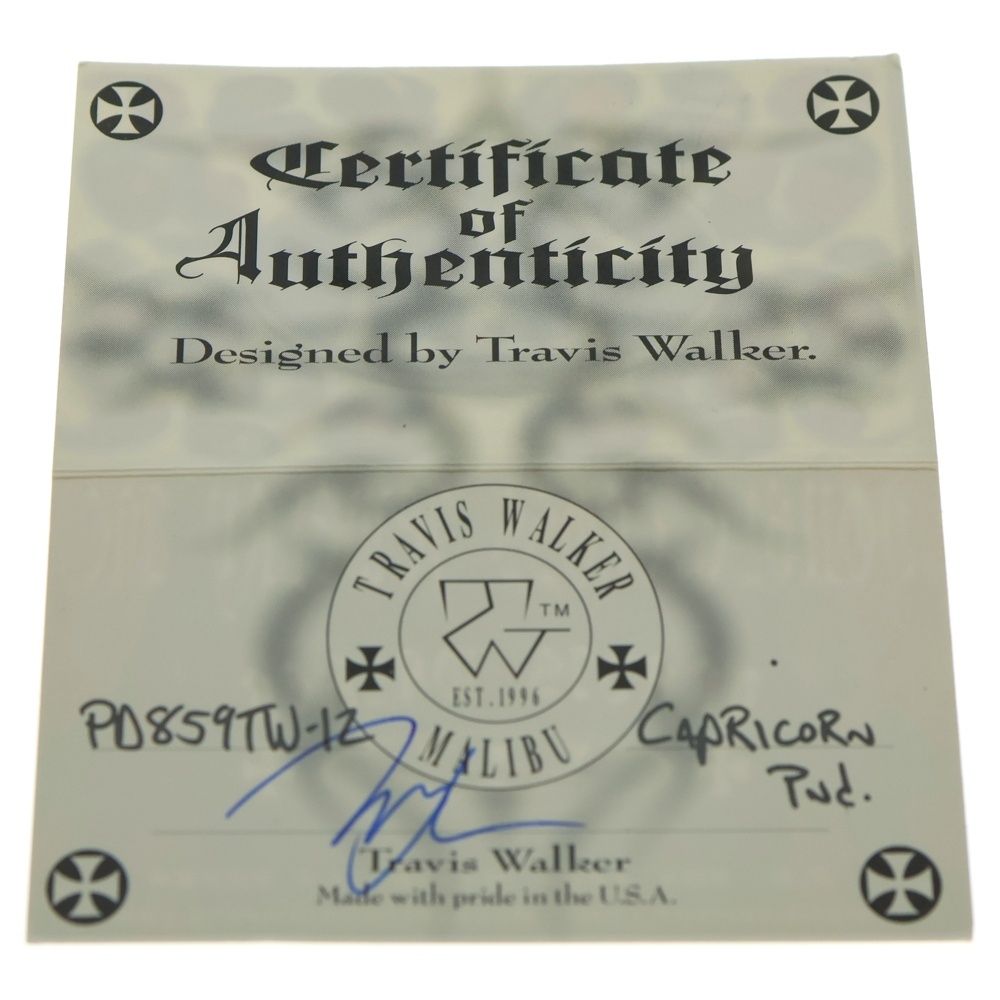 Certificate
of
Authenticity
Designed by Travis Walker.
TRAVIS WALKER
TM
EST. 1996
MALIBU
PD859TW-12
CAPRICORN
Pnd.
Travis Walker
Made with pride in the U.S.A.